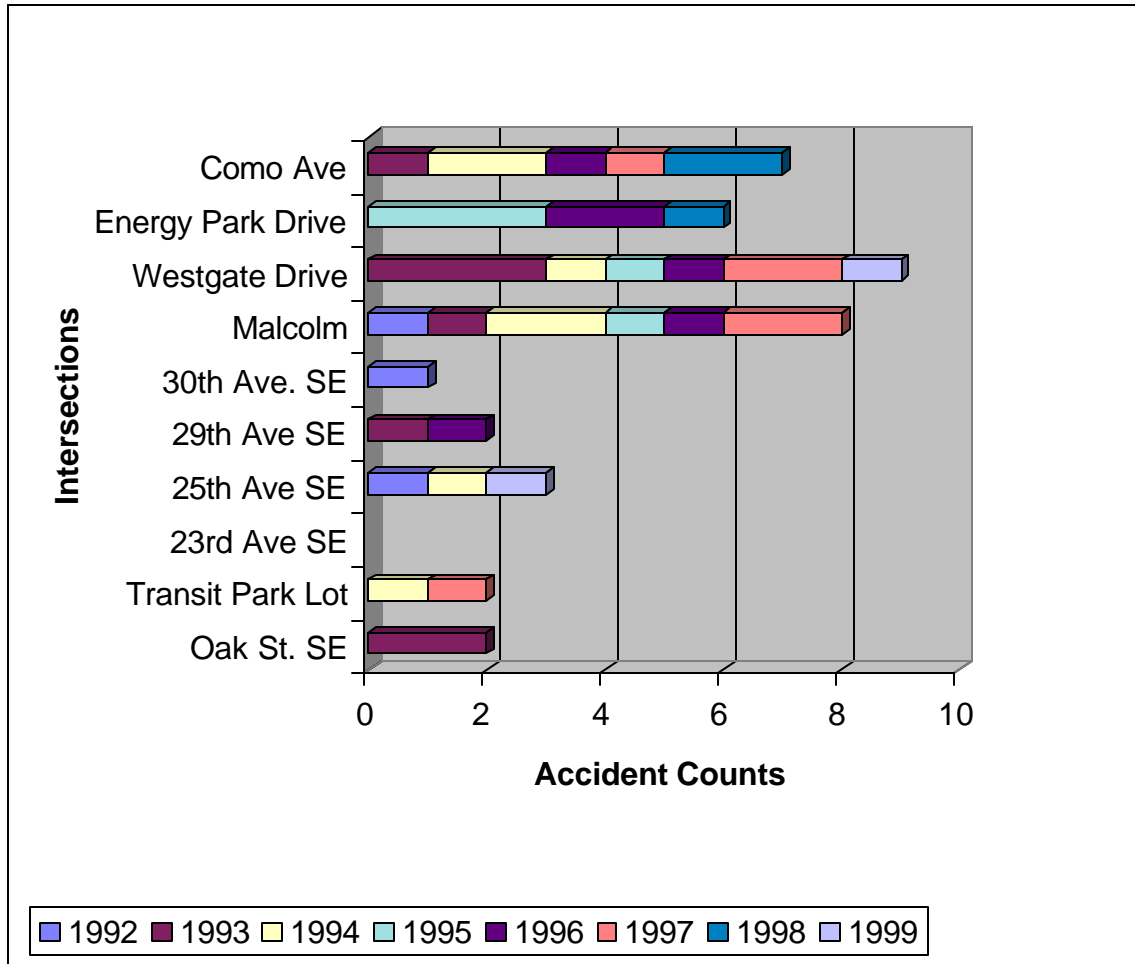 Intersections
Como Ave
Energy Park Drive
Westgate Drive
Malcolm
30th Ave. SE
29th Ave SE
25th Ave SE
23rd Ave SE
Transit Park Lot
Oak St. SE
0 2 4 6 8 10
Accident Counts
1992 1993 1994 1995 1996 1997 1998 1999